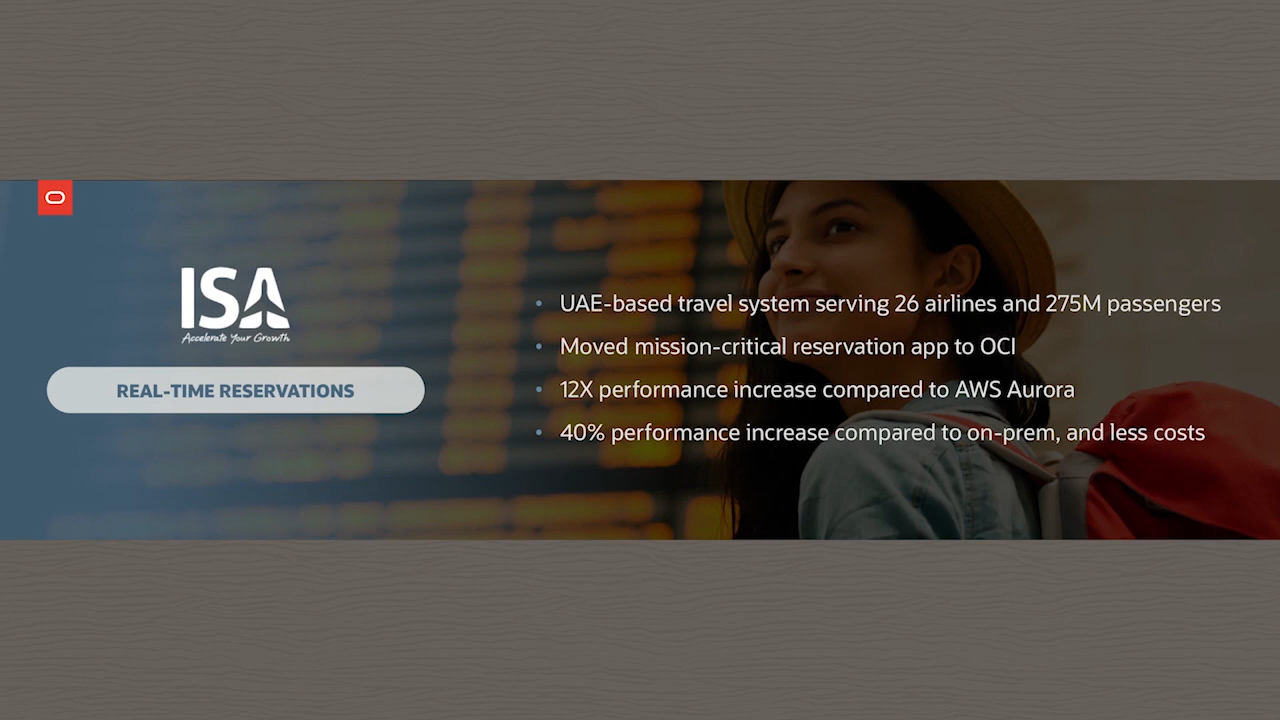 ISA
Accelerate Your Growth
REAL-TIME RESERVATIONS
• UAE-based travel system serving 26 airlines and 275M passengers
• Moved mission-critical reservation app to OCI
• 12X performance increase compared to AWS Aurora
• 40% performance increase compared to on-prem, and less costs